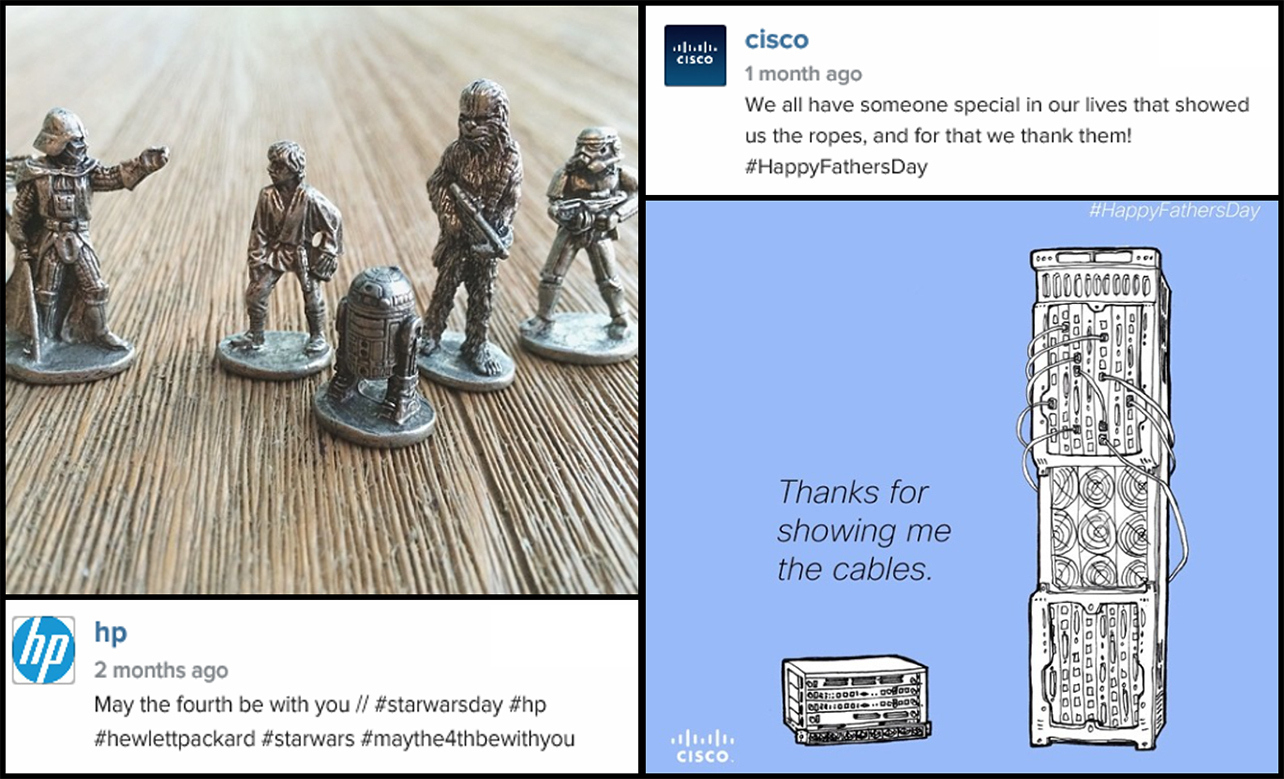 hp
hp
2 months ago
May the fourth be with you // #starwarsday #hp
#hewlettpackard #starwars #maythe4thbewithyou
CISCO
cisco
1 month ago
We all have someone special in our lives that showed
us the ropes, and for that we thank them!
#HappyFathersDay
#HappyFathersDay
Thanks for
showing me
the cables.
CISCO.